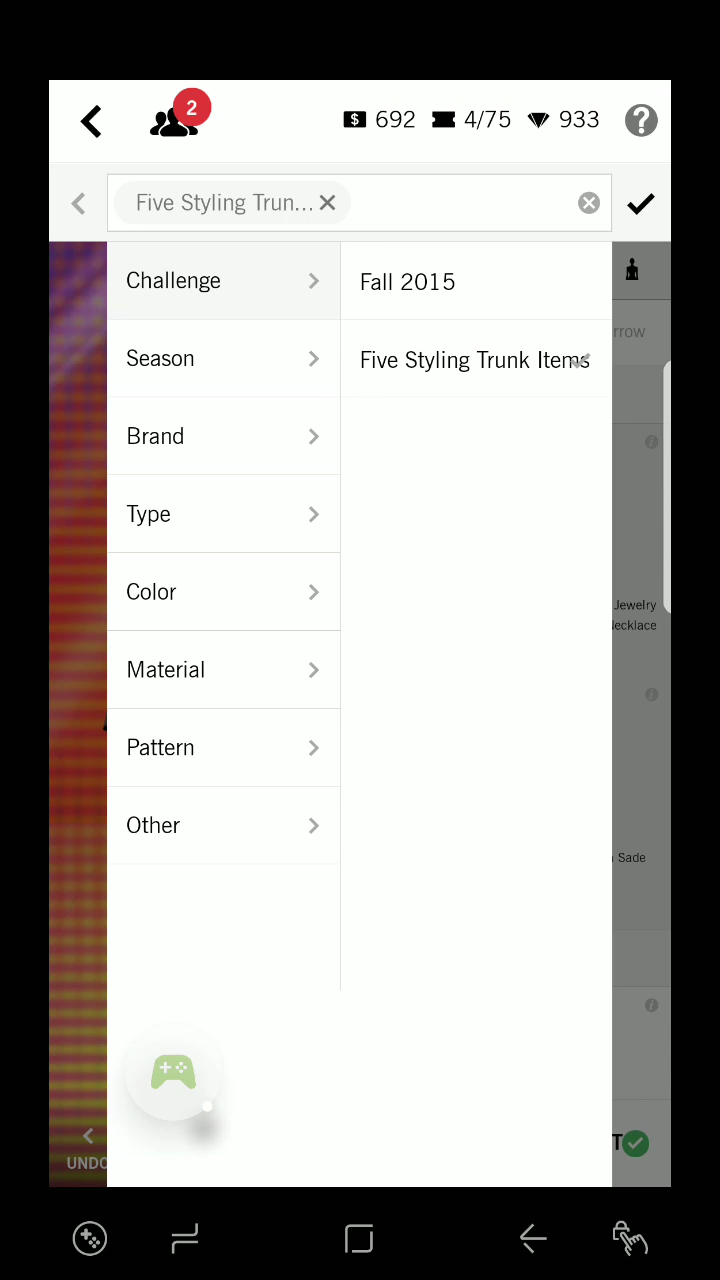 2
$ 692 4/75 933 ?
Five Styling Trun...
Challenge
Fall 2015
rrow
Season
Five Styling Trunk Items
Brand
Type
Color
Jewelry
Necklace
Material
Pattern
Other
Sade
UNDO
T